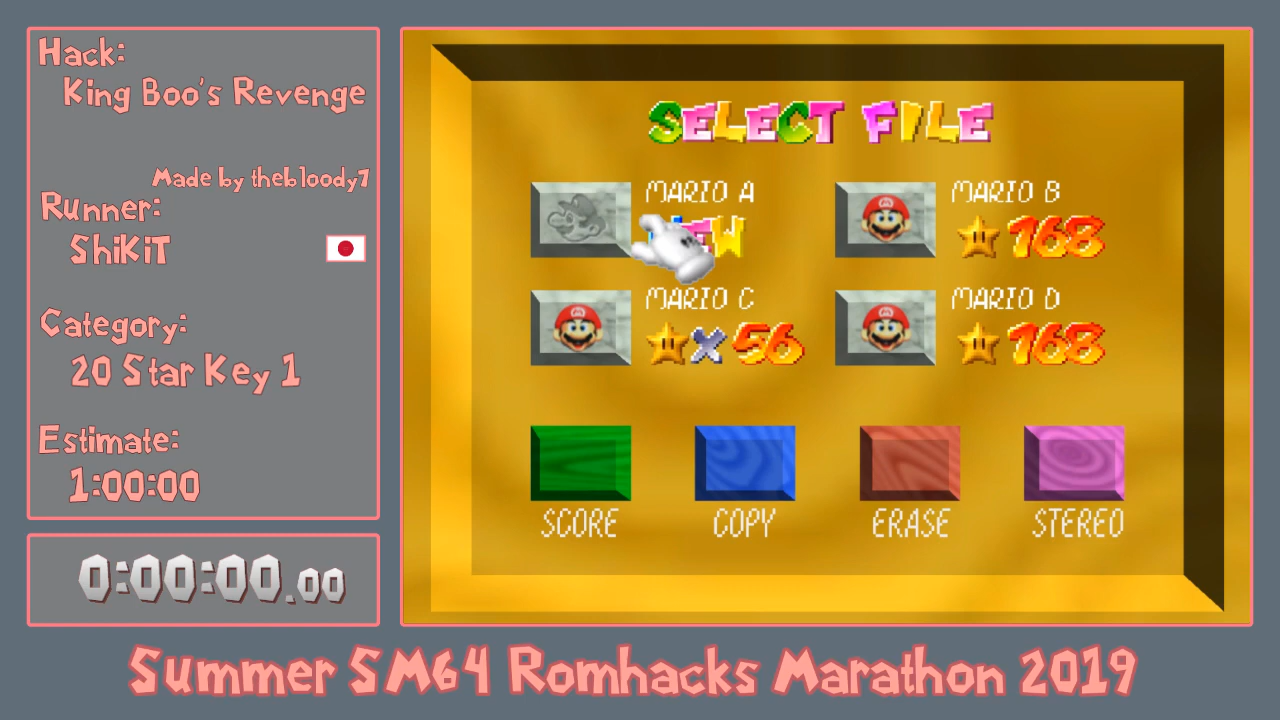 Hack:
King Boo's Revenge
Made by thebloody7
Runner:
ShiKiT
Category:
20 Star Key 1
Estimate:
1:00:00
0:00:00.00
SELECT FILE
MARIO A
MARIO B
168
MARIO C
x 56
MARIO D
168
SCORE
COPY
ERASE
STEREO
Summer SM64 Romhacks Marathon 2019